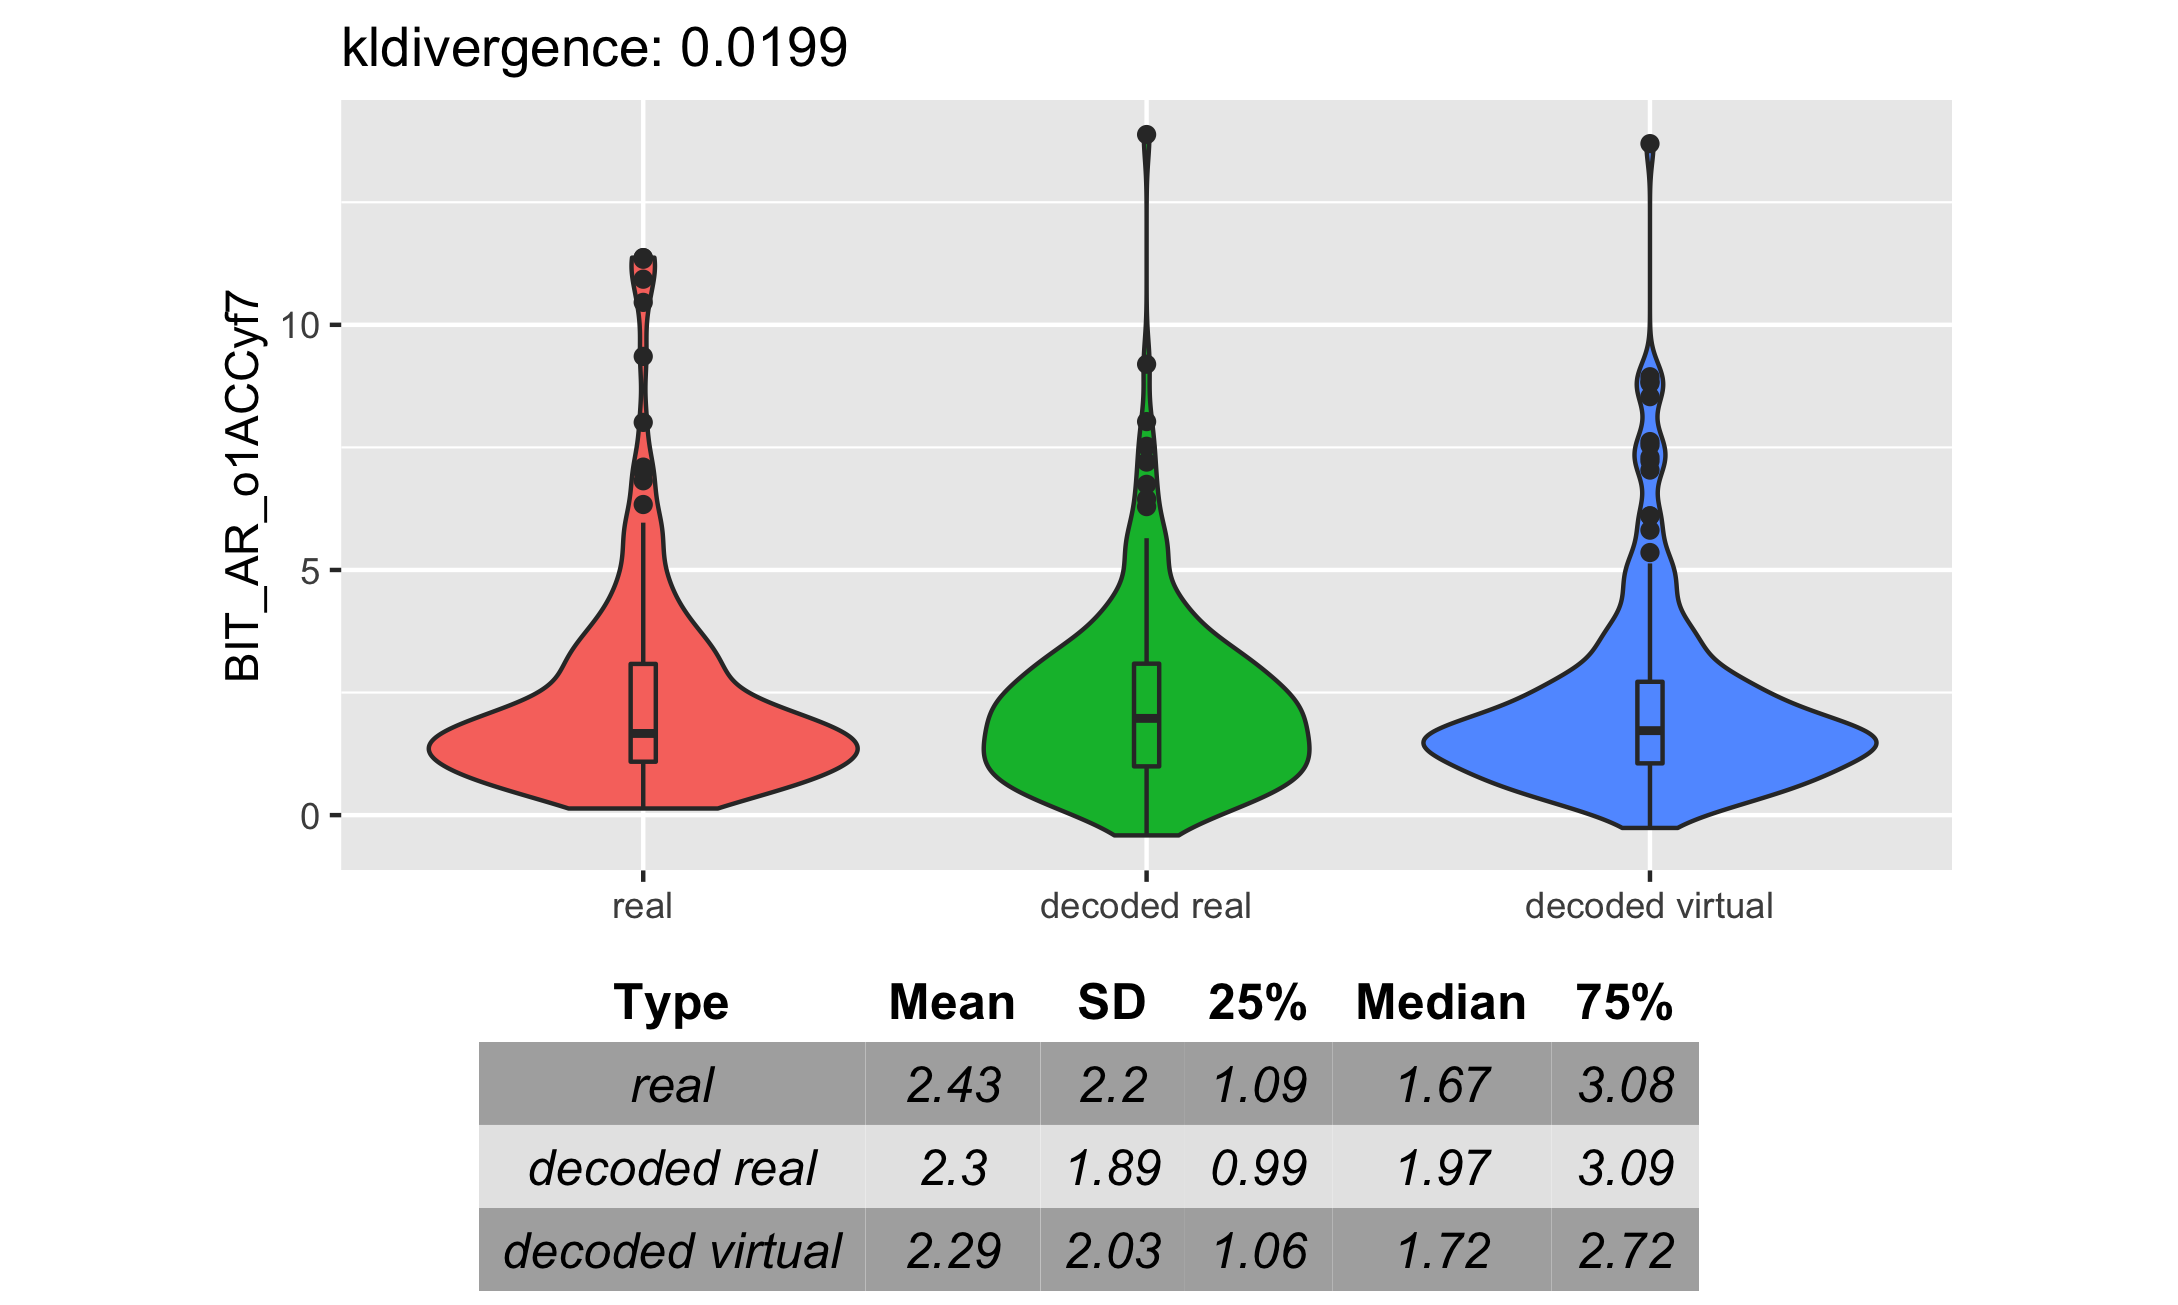 kldivergence: 0.0199
BIT_AR_o1ACCyf7
10
5
0
real decoded real decoded virtual
Type Mean SD 25% Median 75%
real 2.43 2.2 1.09 1.67 3.08
decoded real 2.3 1.89 0.99 1.97 3.09
decoded virtual 2.29 2.03 1.06 1.72 2.72